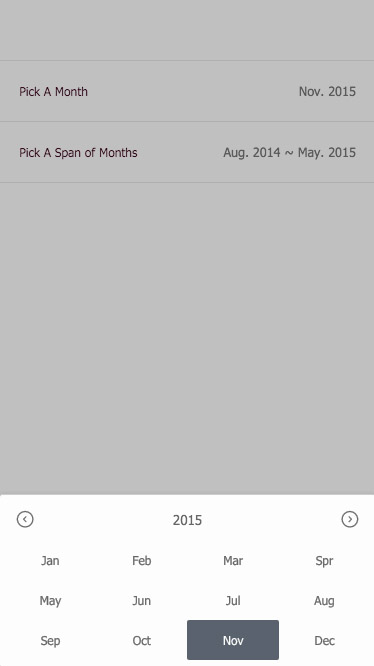 Pick A Month Nov. 2015
Pick A Span of Months Aug. 2014 ~ May. 2015
2015
Jan Feb Mar Spr
May Jun Jul Aug
Sep Oct Nov Dec